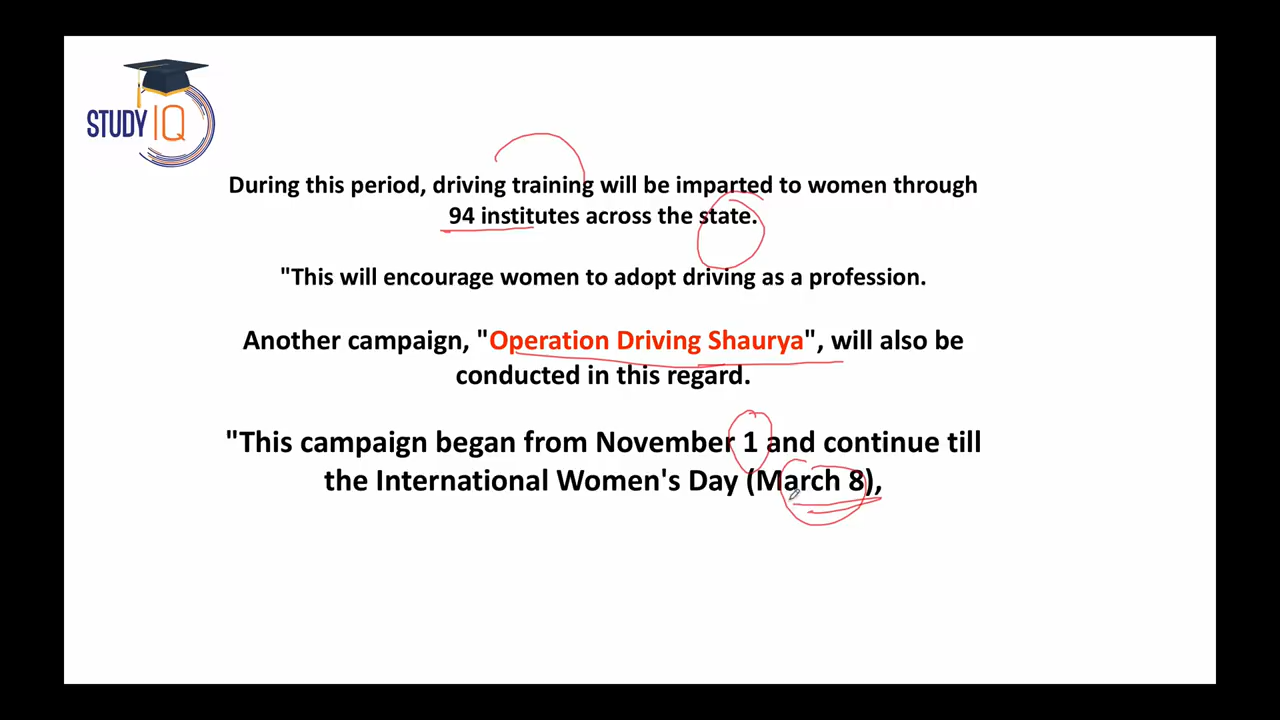 STUDY IQ
During this period, driving training will be imparted to women through
94 institutes across the state.
"This will encourage women to adopt driving as a profession.
Another campaign, "Operation Driving Shaurya", will also be
conducted in this regard.
"This campaign began from November 1 and continue till
the International Women's Day (March 8),